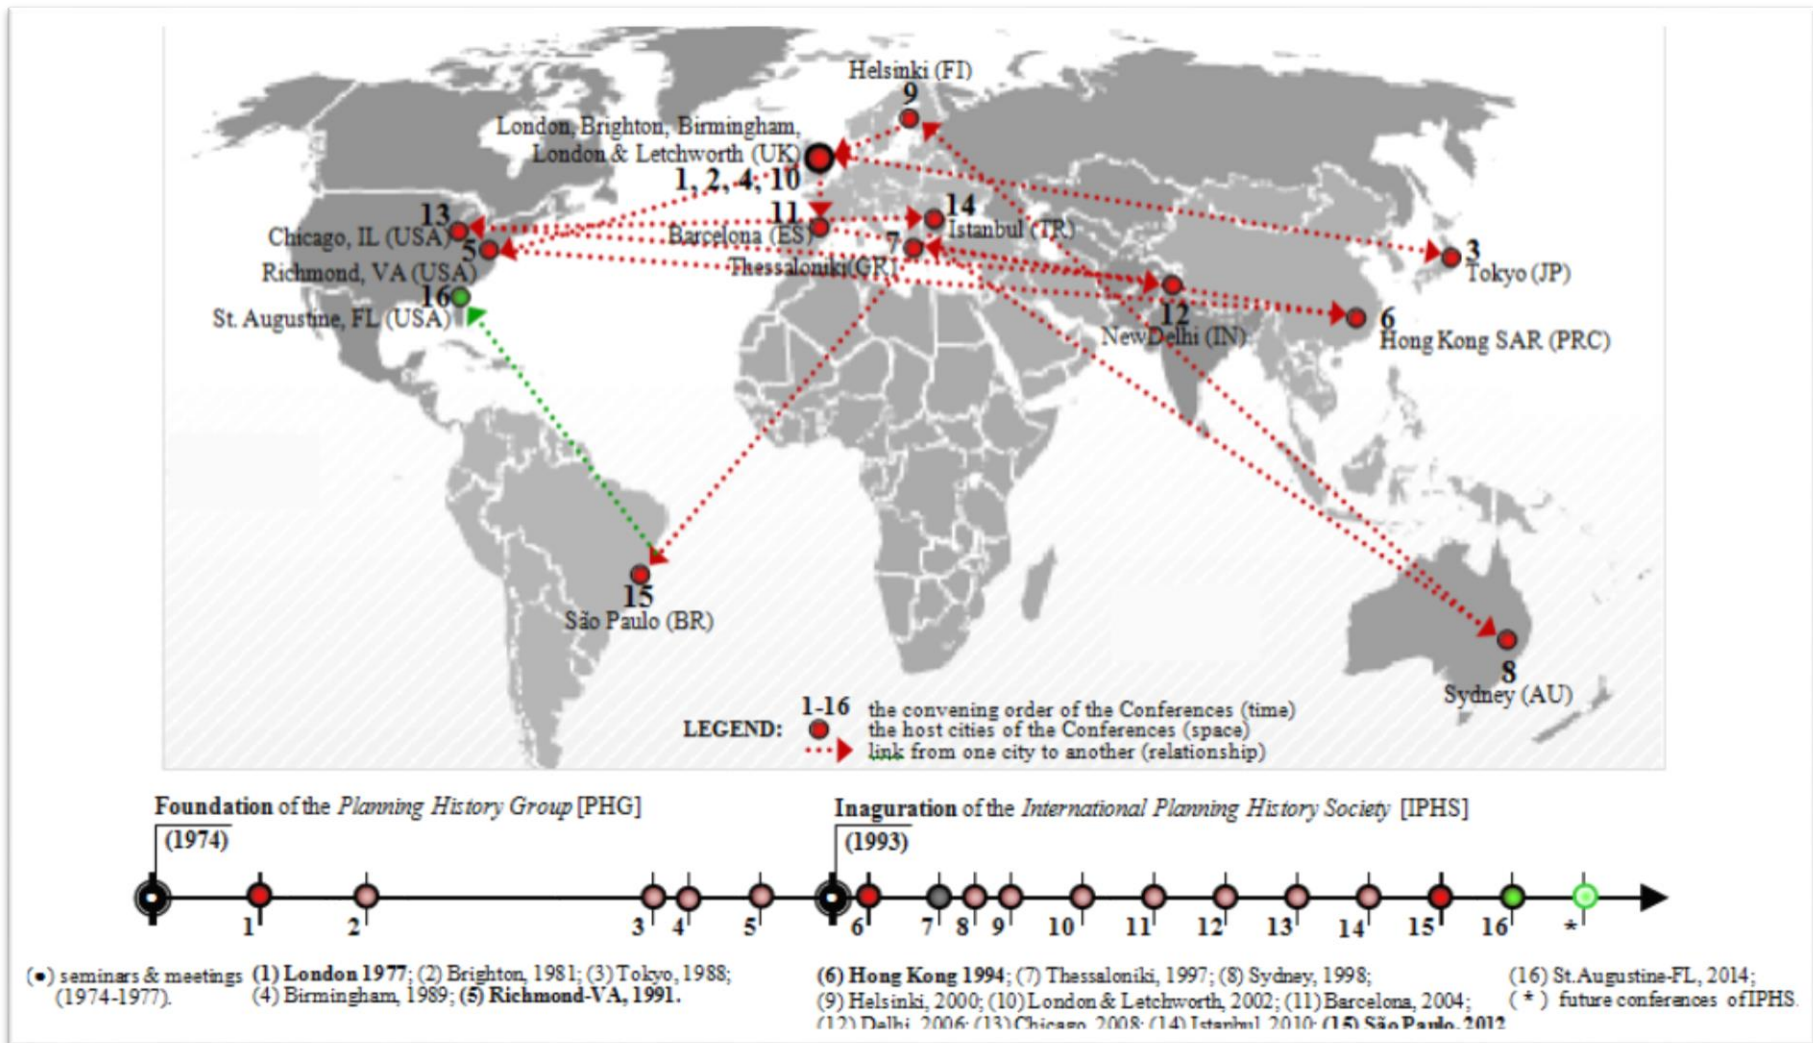 Helsinki (FI)
9
London, Brighton, Birmingham,
London & Letchworth (UK)
1, 2, 4, 10
13
Chicago, IL (USA)
5
Richmond, VA (USA)
16
St. Augustine, FL (USA)
11
Barcelona (ES)
14
Istanbul (TR)
7
Thessaloniki(GR)
3
Tokyo (JP)
12
New Delhi (IN)
6
Hong Kong SAR (PRC)
15
São Paulo (BR)
8
Sydney (AU)
LEGEND:
1-16 the convening order of the Conferences (time)
the host cities of the Conferences (space)
link from one city to another (relationship)
Foundation of the Planning History Group [PHG]
(1974)
Inaguration of the International Planning History Society [IPHS]
(1993)
1 2 3 4 5 6 7 8 9 10 11 12 13 14 15 16 *
(●) seminars & meetings
(1974-1977).
(1) London 1977; (2) Brighton, 1981; (3) Tokyo, 1988;
(4) Birmingham, 1989; (5) Richmond-VA, 1991.
(6) Hong Kong 1994; (7) Thessaloniki, 1997; (8) Sydney, 1998;
(9) Helsinki, 2000; (10) London & Letchworth, 2002; (11) Barcelona, 2004;
(12) Delhi, 2006; (13) Chicago, 2008; (14) Istanbul, 2010; (15) São Paulo, 2012
(16) St.Augustine-FL, 2014;
( * ) future conferences of IPHS.